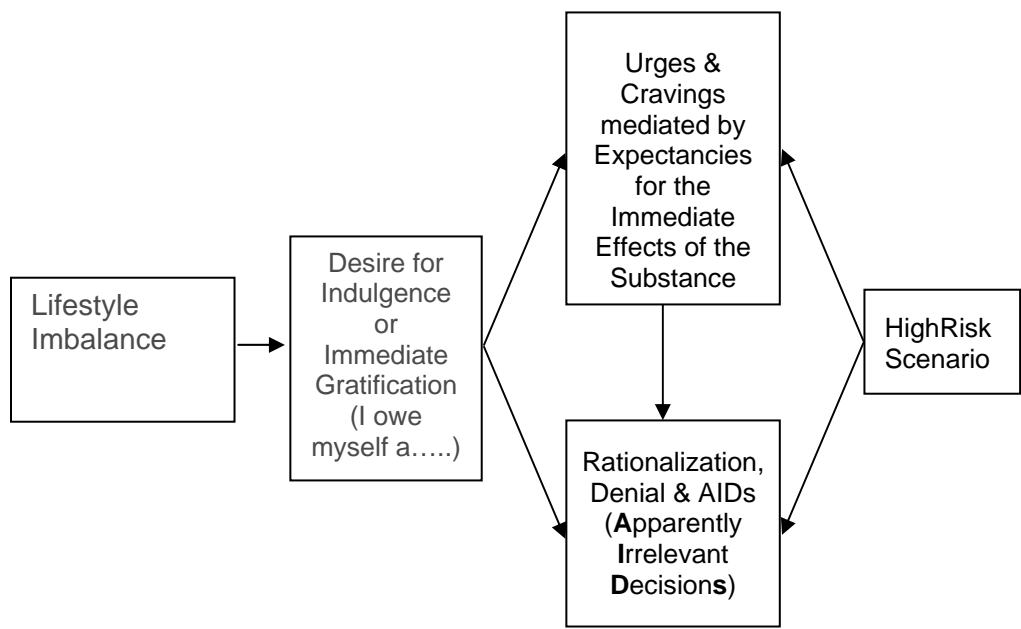 Lifestyle
Imbalance
Desire for
Indulgence
or
Immediate
Gratification
(I owe
myself a…..)
Urges &
Cravings
mediated by
Expectancies
for the
Immediate
Effects of the
Substance
Rationalization,
Denial & AIDs
(Apparently
Irrelevant
Decisions)
HighRisk
Scenario